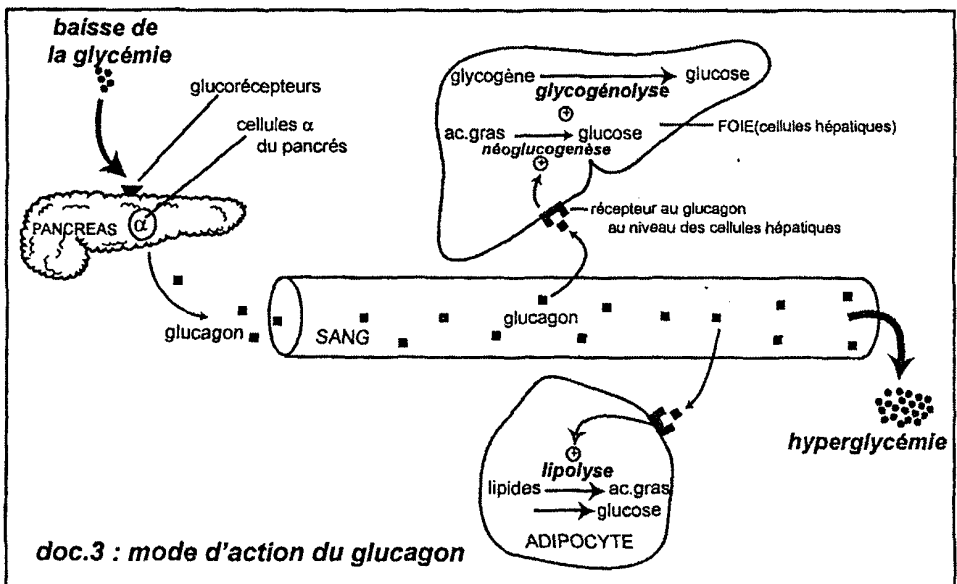 baisse de
la glycémie
glucorécepteurs
cellules α
du pancrés
PANCREAS
α
glucagon
glycogène
glucose
glycogénolyse
+
ac.gras
glucose
néoglucogenèse
+
FOIE(cellules hépatiques)
récepteur au glucagon
au niveau des cellules hépatiques
SANG
glucagon
hyperglycémie
+
lipolyse
lipides
ac.gras
glucose
ADIPOCYTE
doc.3 : mode d'action du glucagon